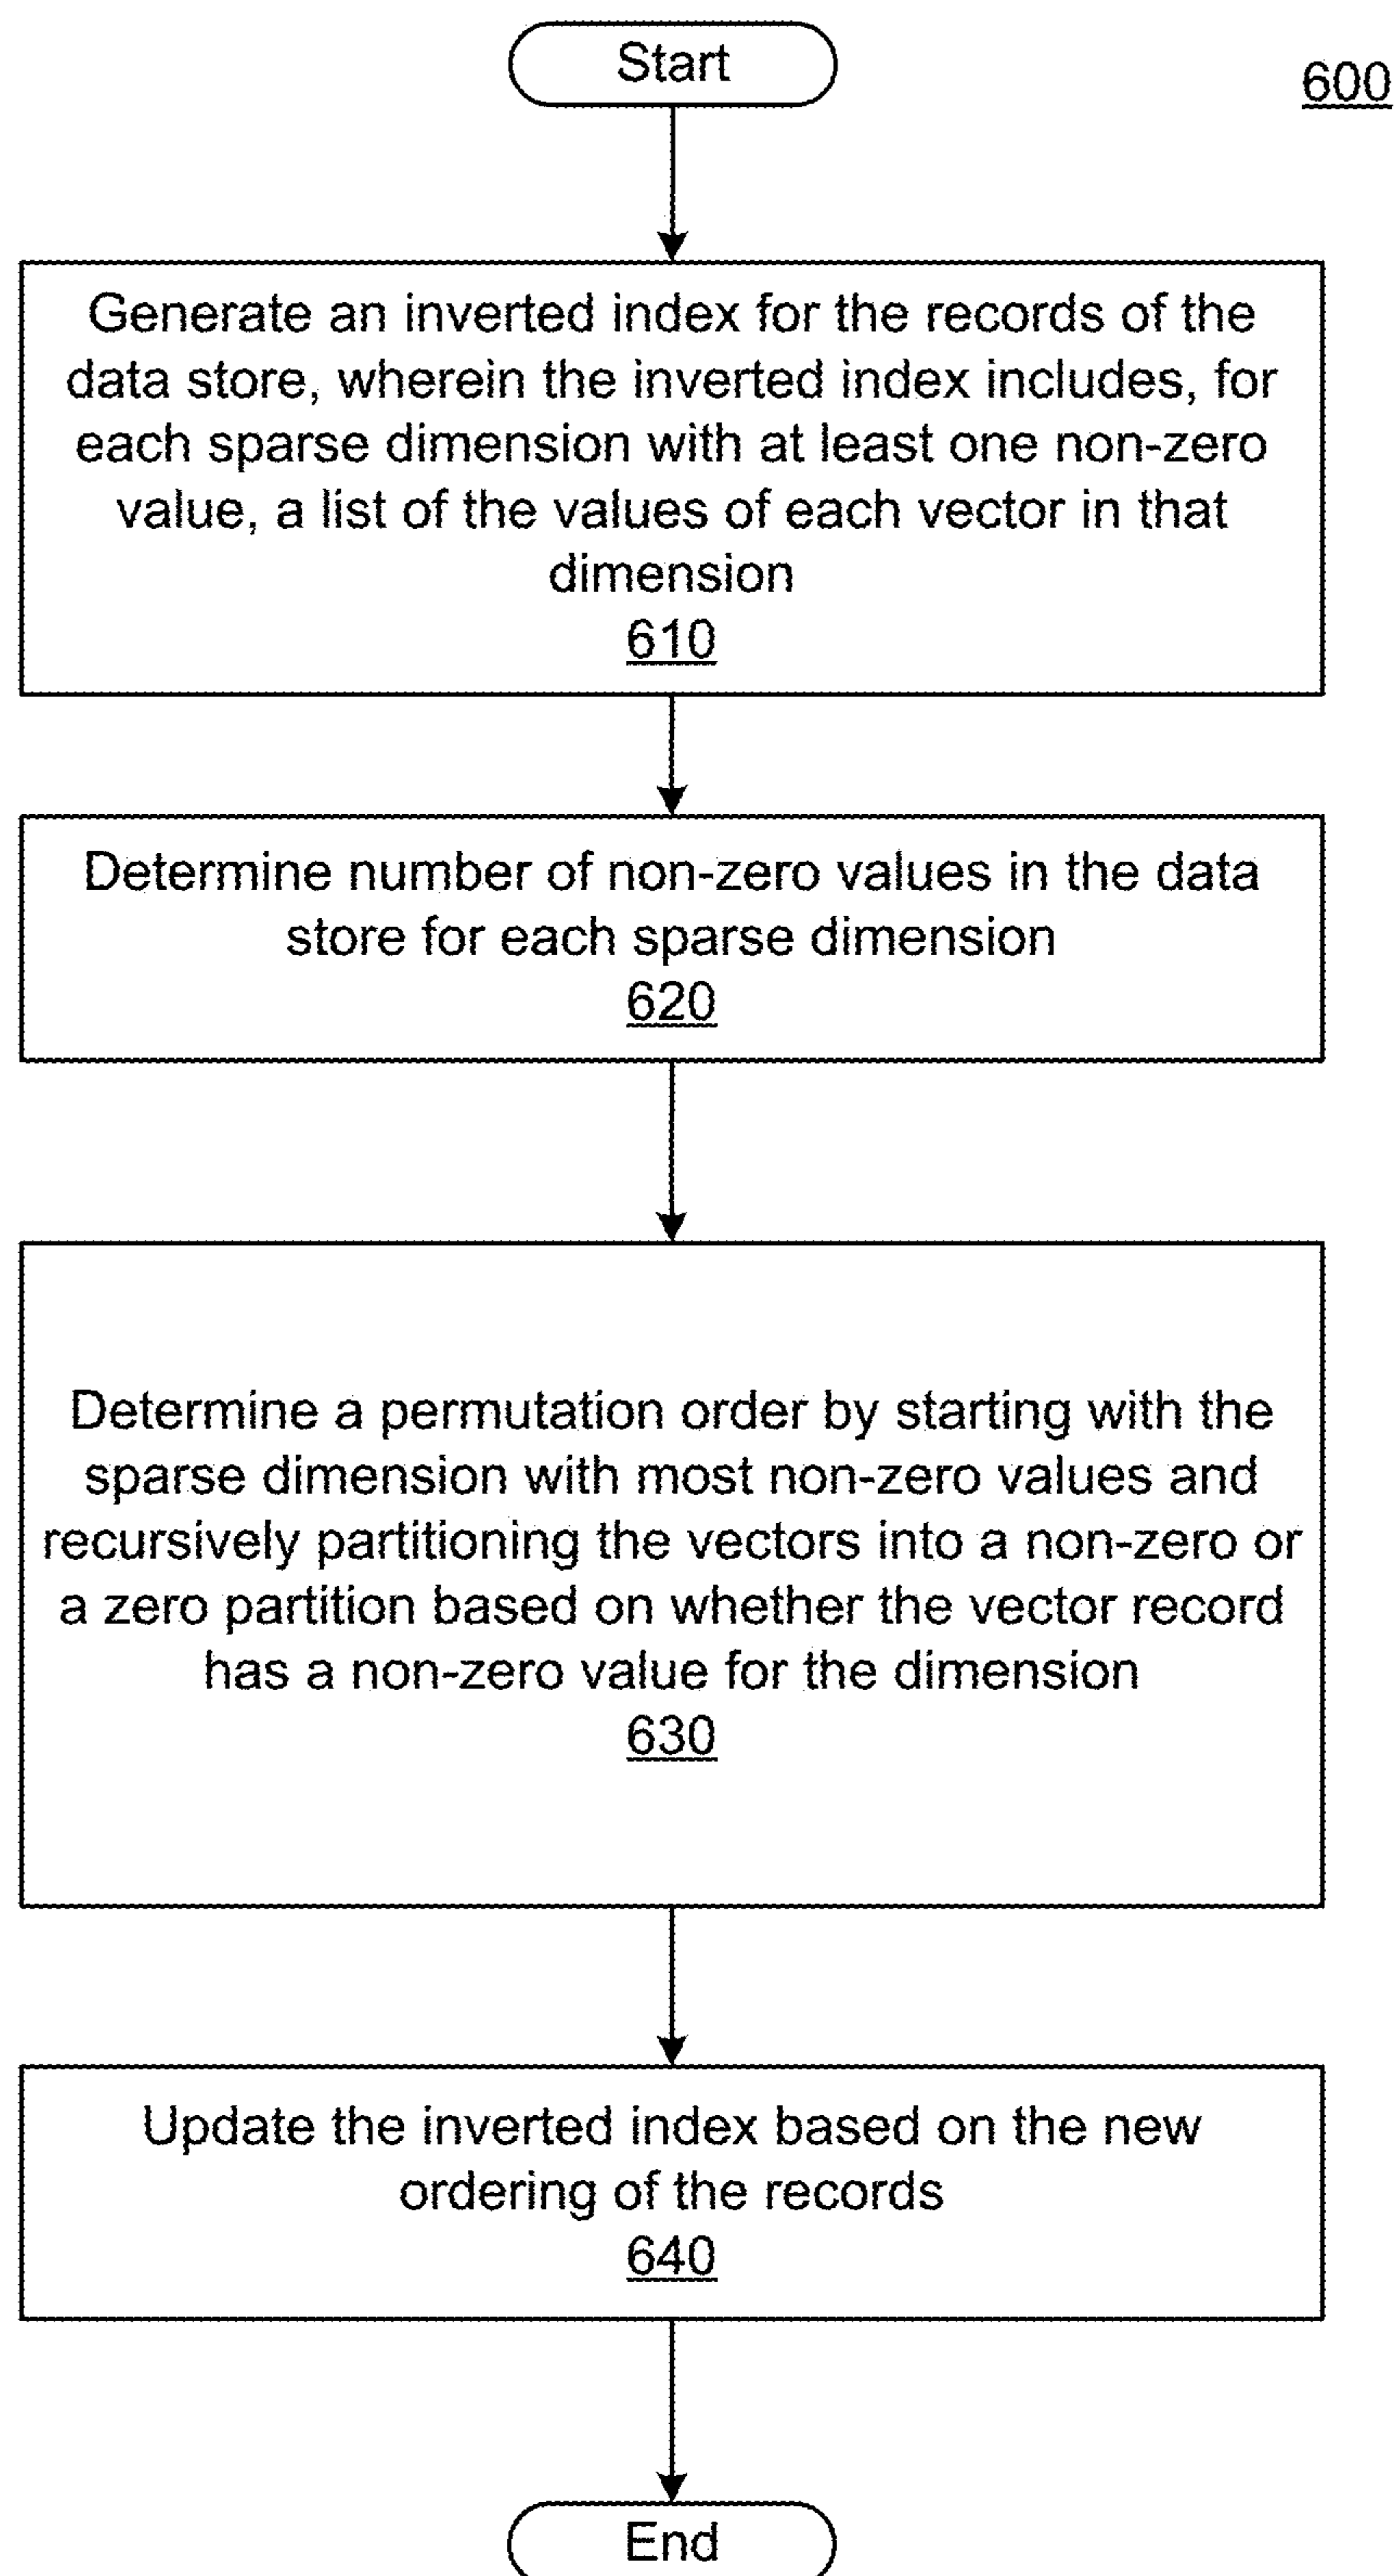 Start
600
Generate an inverted index for the records of the
data store, wherein the inverted index includes, for
each sparse dimension with at least one non-zero
value, a list of the values of each vector in that
dimension
610
Determine number of non-zero values in the data
store for each sparse dimension
620
Determine a permutation order by starting with the
sparse dimension with most non-zero values and
recursively partitioning the vectors into a non-zero or
a zero partition based on whether the vector record
has a non-zero value for the dimension
630
Update the inverted index based on the new
ordering of the records
640
End